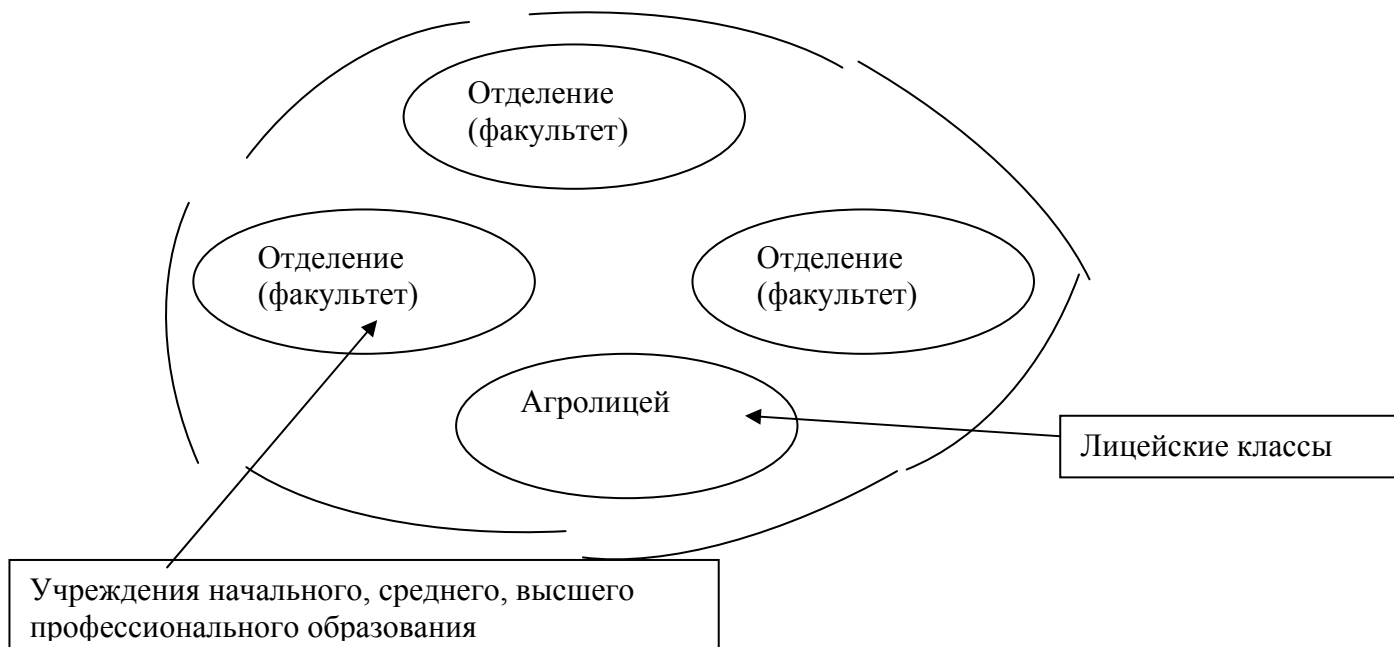 Отделение
(факультет)
Отделение
(факультет)
Отделение
(факультет)
Агролицей
Лицейские классы
Учреждения начального, среднего, высшего
профессионального образования